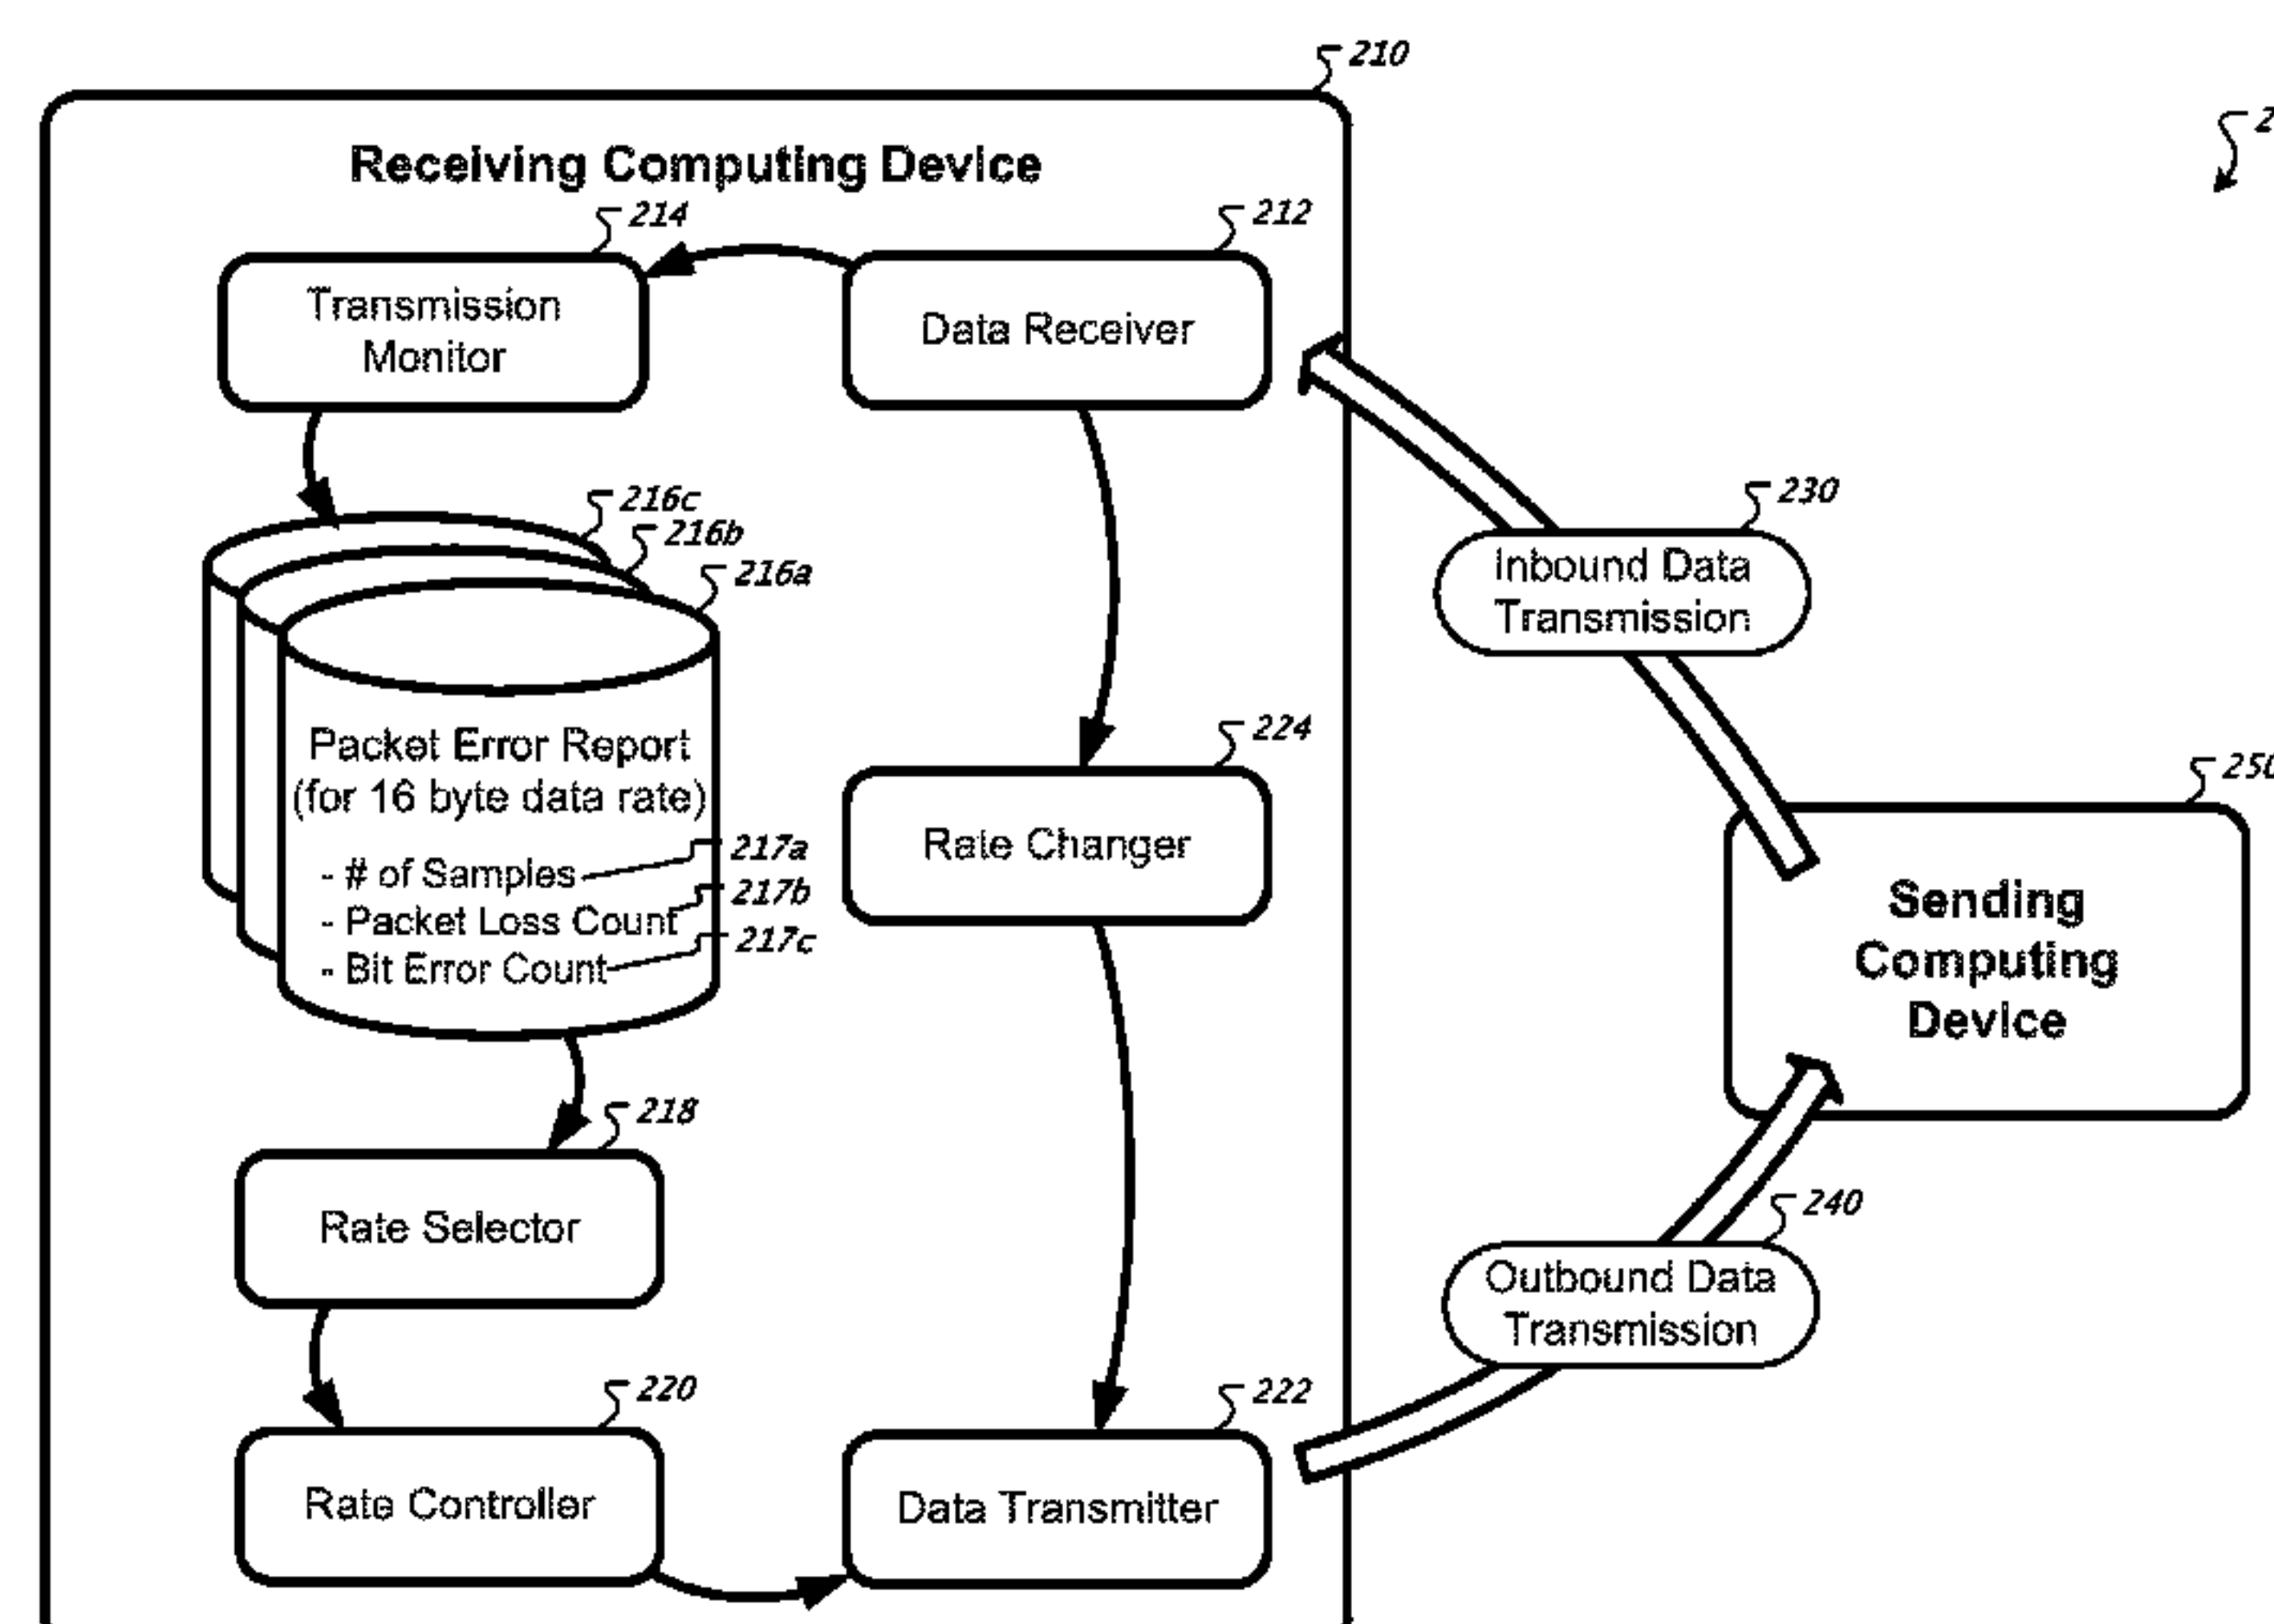 210
2
Receiving Computing Device
214
212
Transmission
Monitor
Data Receiver
216c
216b
216a
230
Inbound Data
Transmission
Packet Error Report
(for 16 byte data rate)
- # of Samples
217a
- Packet Loss Count
217b
- Bit Error Count
217c
224
Rate Changer
250
Sending
Computing
Device
218
Rate Selector
240
Outbound Data
Transmission
220
Rate Controller
222
Data Transmitter